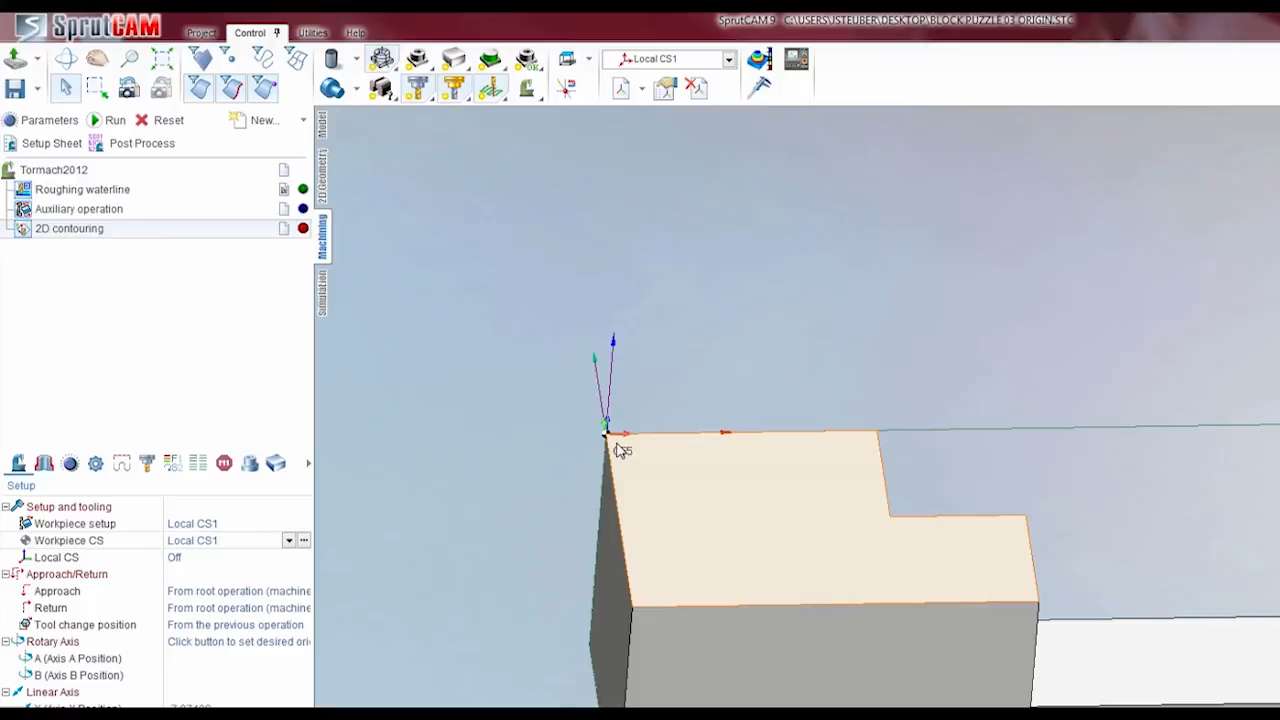 SprutCAM
SPRUTCAM 9 C:\USERS\USTEUBER\DESKTOP\BLOCK PUZZLE 03 ORIGIN.STC
Project Control Utilities Help
Local CS1
Parameters Run Reset New...
Setup Sheet Post Process
Tormach2012
Roughing waterline
Auxiliary operation
2D contouring
Model
2D Geometry
Machining
Simulation
Setup
Setup and tooling
Workpiece setup Local CS1
Workpiece CS Local CS1
Local CS Off
Approach/Return
Approach From root operation (machine
Return From root operation (machine
Tool change position From the previous operation
Rotary Axis Click button to set desired ori
A (Axis A Position)
B (Axis B Position)
Linear Axis